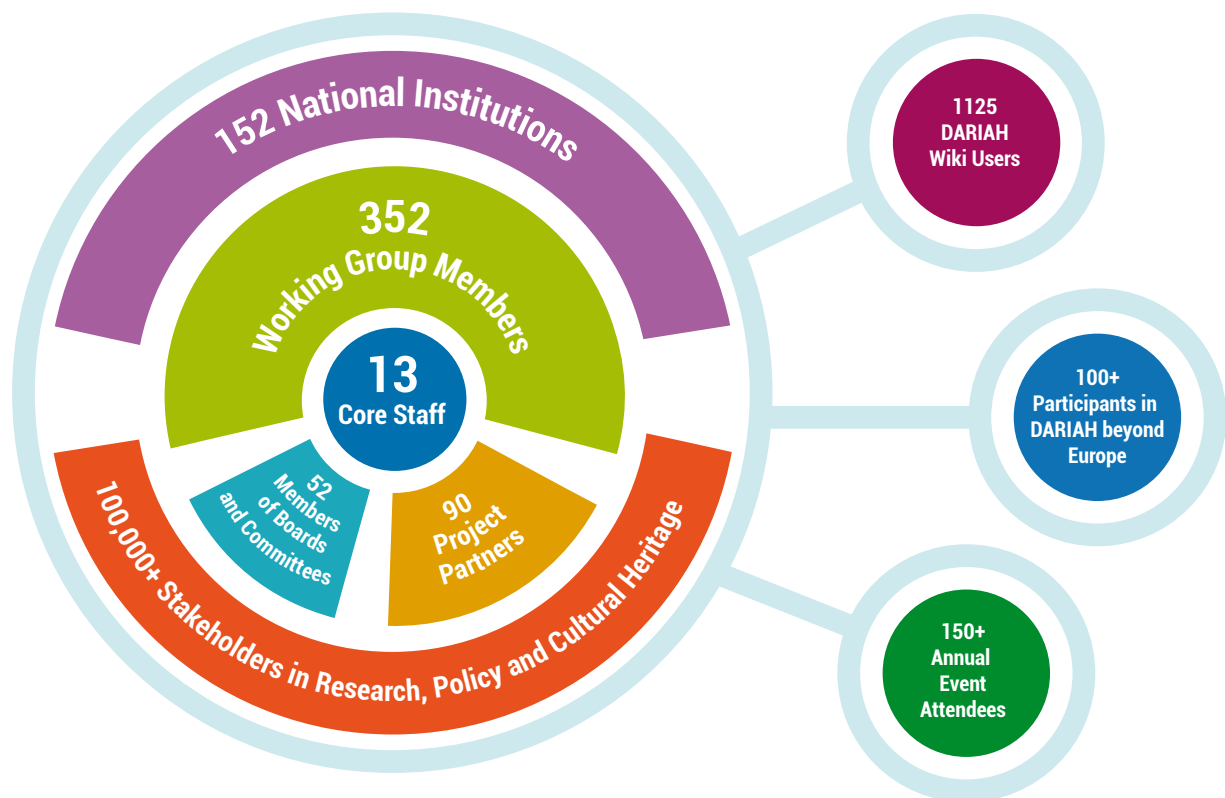 152 National Institutions
352
Working Group Members
13
Core Staff
52
Members
of Boards
and Committees
90
Project
Partners
100,000+ Stakeholders in Research, Policy and Cultural Heritage
1125
DARIAH
Wiki Users
100+
Participants in
DARIAH beyond
Europe
150+
Annual
Event
Attendees